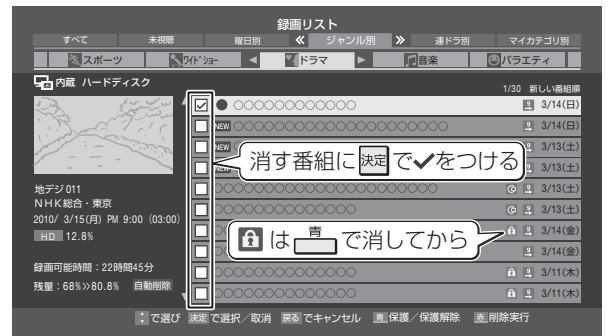 録画リスト
すべて 未視聴 曜日別 ≪ ジャンル別 ≫ 連ドラ別 マイカテゴリ別
スポーツ ワイドショー ◀ ドラマ ▶ 音楽 バラエティ
内蔵 ハードディスク
1/30 新しい番組順
○○○○○○○○○○○○ 3/14(日)
NEW ○○○○○○○○○○○○○○○○○○○○○ 3/14(日)
NEW 3/13(土)
NEW 3/13(土)
消す番組に 決定 で✓をつける
地デジ 011
○○○○○○○○○○○○○○○○○○○○○ 3/13(土)
NHK総合・東京
○○○○○○○○○○○○○ 3/13(土)
2010/ 3/15(月) PM 9:00 (03:00)
3/14(金)
HD 12.8%
は 青 で消してから
3/14(金)
録画可能時間：22時間45分
○○○○○○○○○○○○○ 3/11(木)
残量：68%≫80.8% 自動削除
○○○○○○○○○○○○○ 3/11(木)
で選び 決定 で選択／取消 戻る でキャンセル 青 保護／保護解除 赤 削除実行